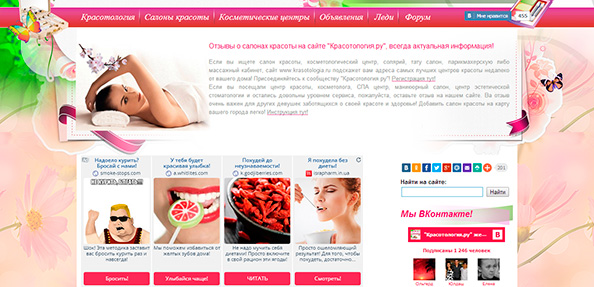 Красотология
Салоны красоты
Косметические центры
Объявления
Леди
Форум
Мне нравится
455
Отзывы о салонах красоты на сайте "Красотология.ру", всегда актуальная информация!
Если вы ищете салон красоты, косметологический центр, солярий, тату салон, парикмахерскую либо
массажный кабинет, сайт www.krasotologia.ru подскажет вам адреса самых лучших центров красоты недалеко
от вашего дома! Присоединяйтесь к сообществу "Красотология.ру"! Регистрация тут!
Если вы посещали центр красоты, косметолога, СПА центр, маникюрный салон, центр эстетической
стоматологии и остались довольны уровнем сервиса, пожалуйста, оставьте отзыв на нашем сайте. Ваш отзыв
очень важен для других девушек заботящихся о своей красоте и здоровье! Добавить салон красоты на карту
вашего города легко! Инструкция тут!
Надоело курить?
Бросай с нами!
smoke-stops.com
НЕ КУРИТЬ, БРОСАТЬ!!!
Шок! Эта методика заставит
вас бросить курить раз и
навсегда!
Бросить!
У тебя будет
красивая улыбка!
a.whitlites.com
Мы поможем избавиться от
желтых зубов дома!
Улыбайся чаще!
Похудей до
неузнаваемости!
k.godjiberries.com
Не надо мучить себя
диетами! Просто включите
в свой рацион эти ягоды!
ЧИТАТЬ
Я похудела без
диеты!
israpharm.in.ua
Просто ошеломляющий
результат! Для того, чтобы
похудеть, достаточно...
Смотреть!
201
Найти на сайте:
Найти
Мы ВКонтакте!
"Красотология.ру" же...
Подписаны 1 246 человек
Елена